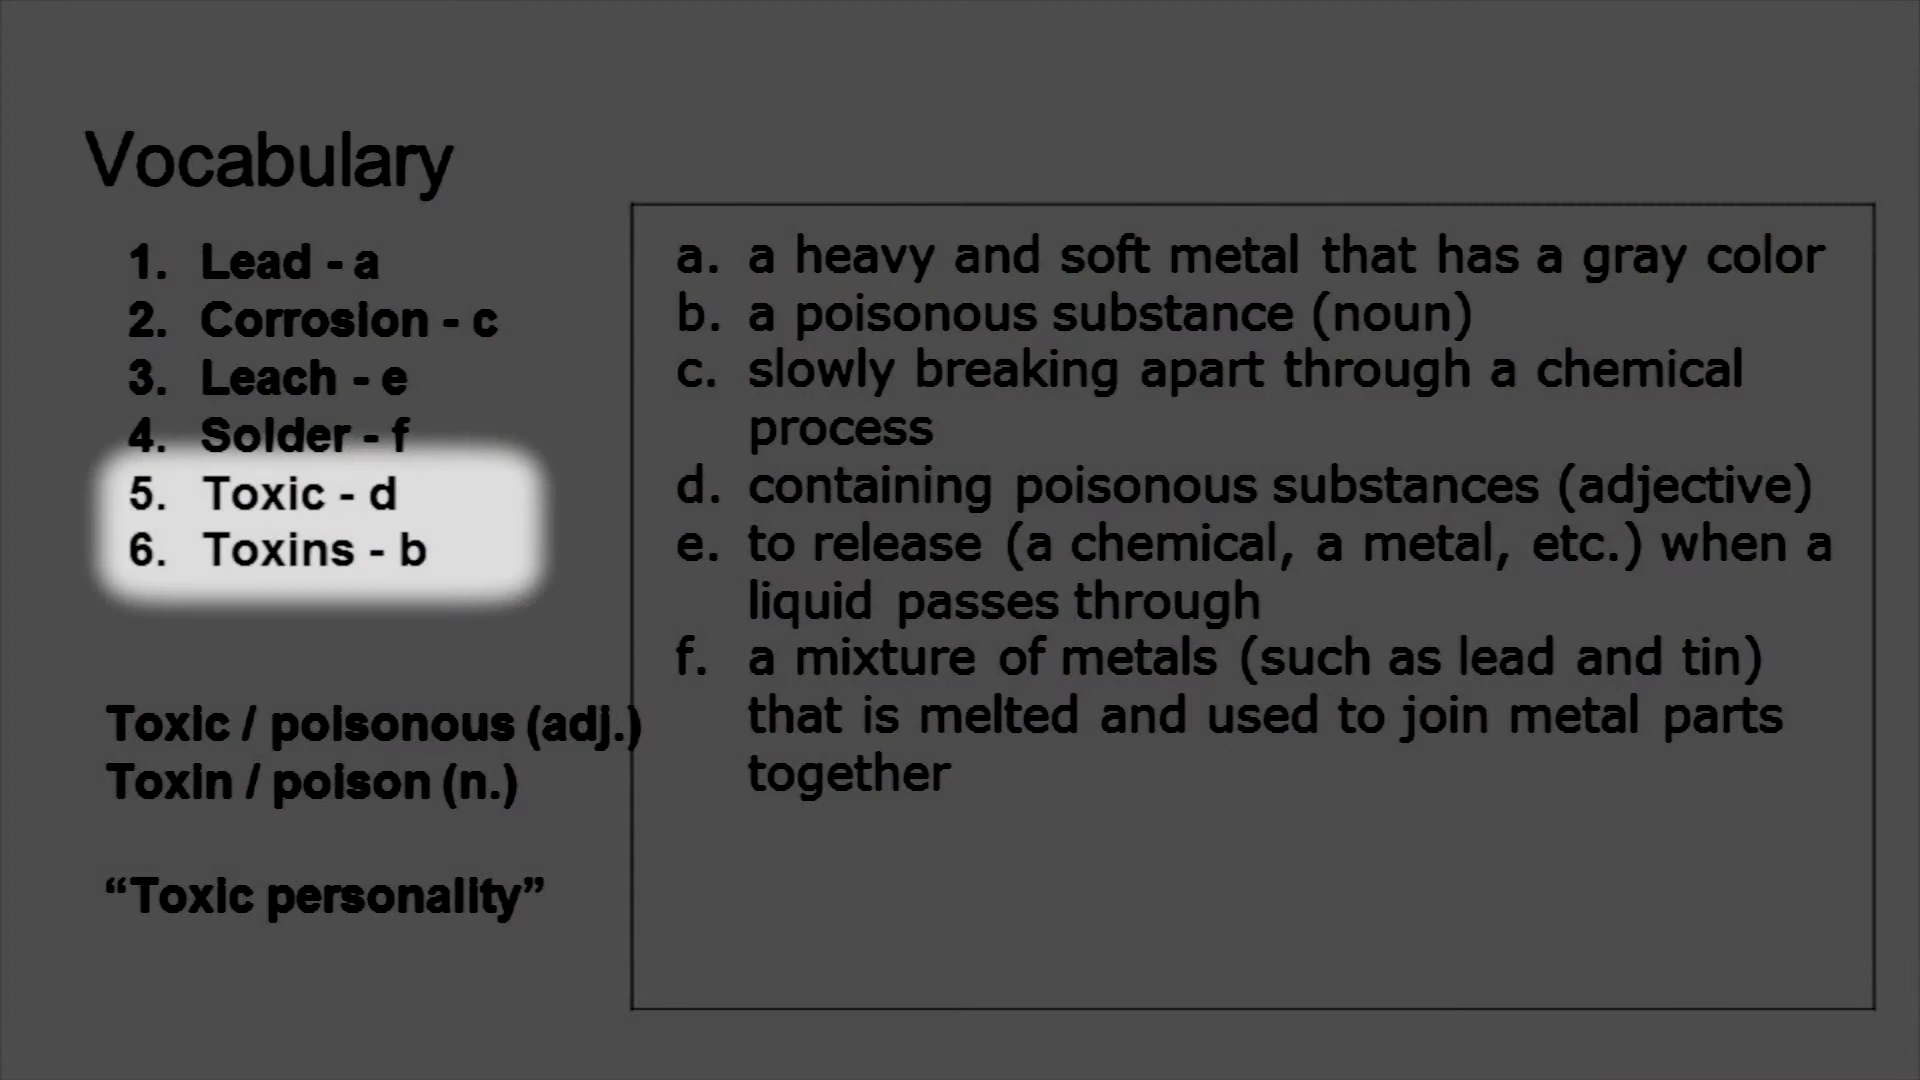 Vocabulary
1. Lead - a
2. Corrosion - c
3. Leach - e
4. Solder - f
5. Toxic - d
6. Toxins - b
Toxic / poisonous (adj.)
Toxin / poison (n.)
“Toxic personality”
a. a heavy and soft metal that has a gray color
b. a poisonous substance (noun)
c. slowly breaking apart through a chemical
process
d. containing poisonous substances (adjective)
e. to release (a chemical, a metal, etc.) when a
liquid passes through
f. a mixture of metals (such as lead and tin)
that is melted and used to join metal parts
together